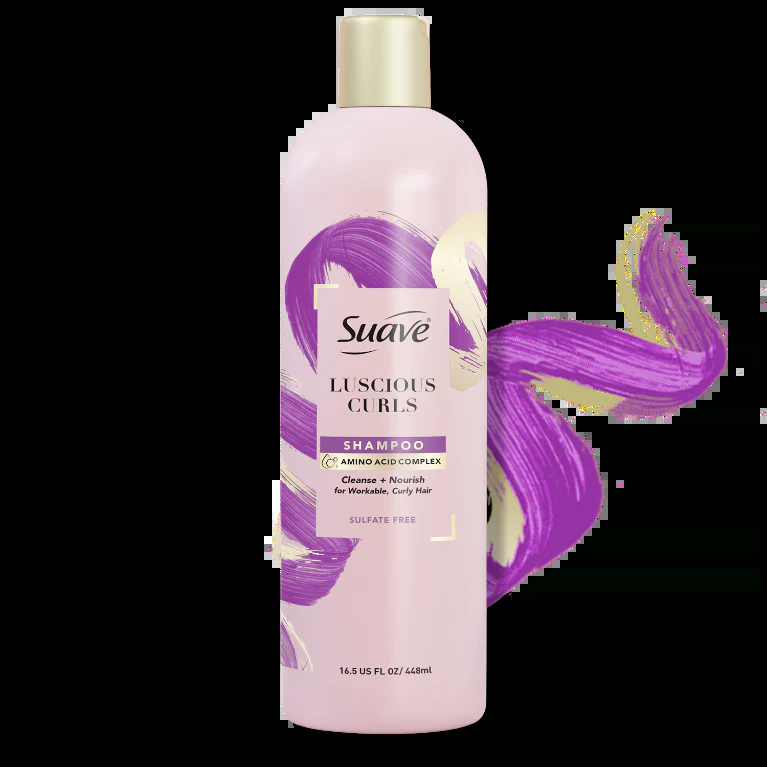 Suave®
LUSCIOUS
CURLS
SHAMPOO
AMINO ACID COMPLEX
Cleanse + Nourish
for Workable, Curly Hair
SULFATE FREE
16.5 US FL OZ/ 448ml